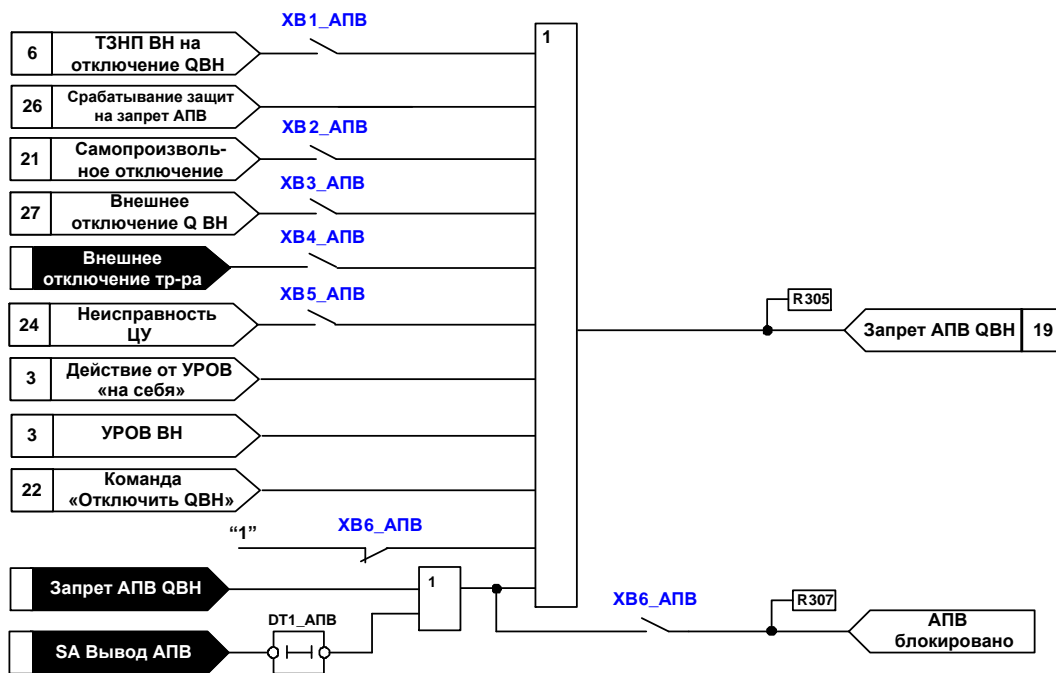 ХВ1_АПВ
1
6 ТЗНП ВН на
отключение QВН
26 Срабатывание защит
на запрет АПВ
ХВ2_АПВ
21 Самопроизволь-
ное отключение
ХВ3_АПВ
27 Внешнее
отключение Q ВН
ХВ4_АПВ
Внешнее
отключение тр-ра
ХВ5_АПВ
24 Неисправность
ЦУ
R305
Запрет АПВ QВН 19
3 Действие от УРОВ
«на себя»
3 УРОВ ВН
22 Команда
«Отключить QВН»
“1”
ХВ6_АПВ
Запрет АПВ QВН
1
ХВ6_АПВ
R307
АПВ
блокировано
DT1_АПВ
SA Вывод АПВ